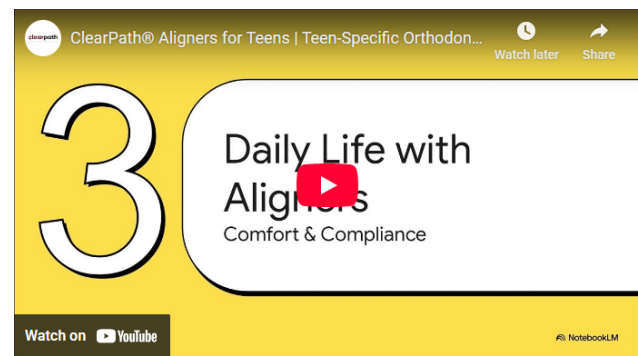 clearpath
ClearPath® Aligners for Teens | Teen-Specific Orthodon...
Watch later
Share
3
Daily Life with
Aligners
Comfort & Compliance
Watch on YouTube
NotebookLM